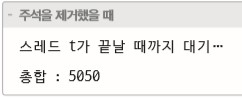 - 주석을 제거했을 때
스레드 t가 끝날 때까지 대기…
총합 : 5050